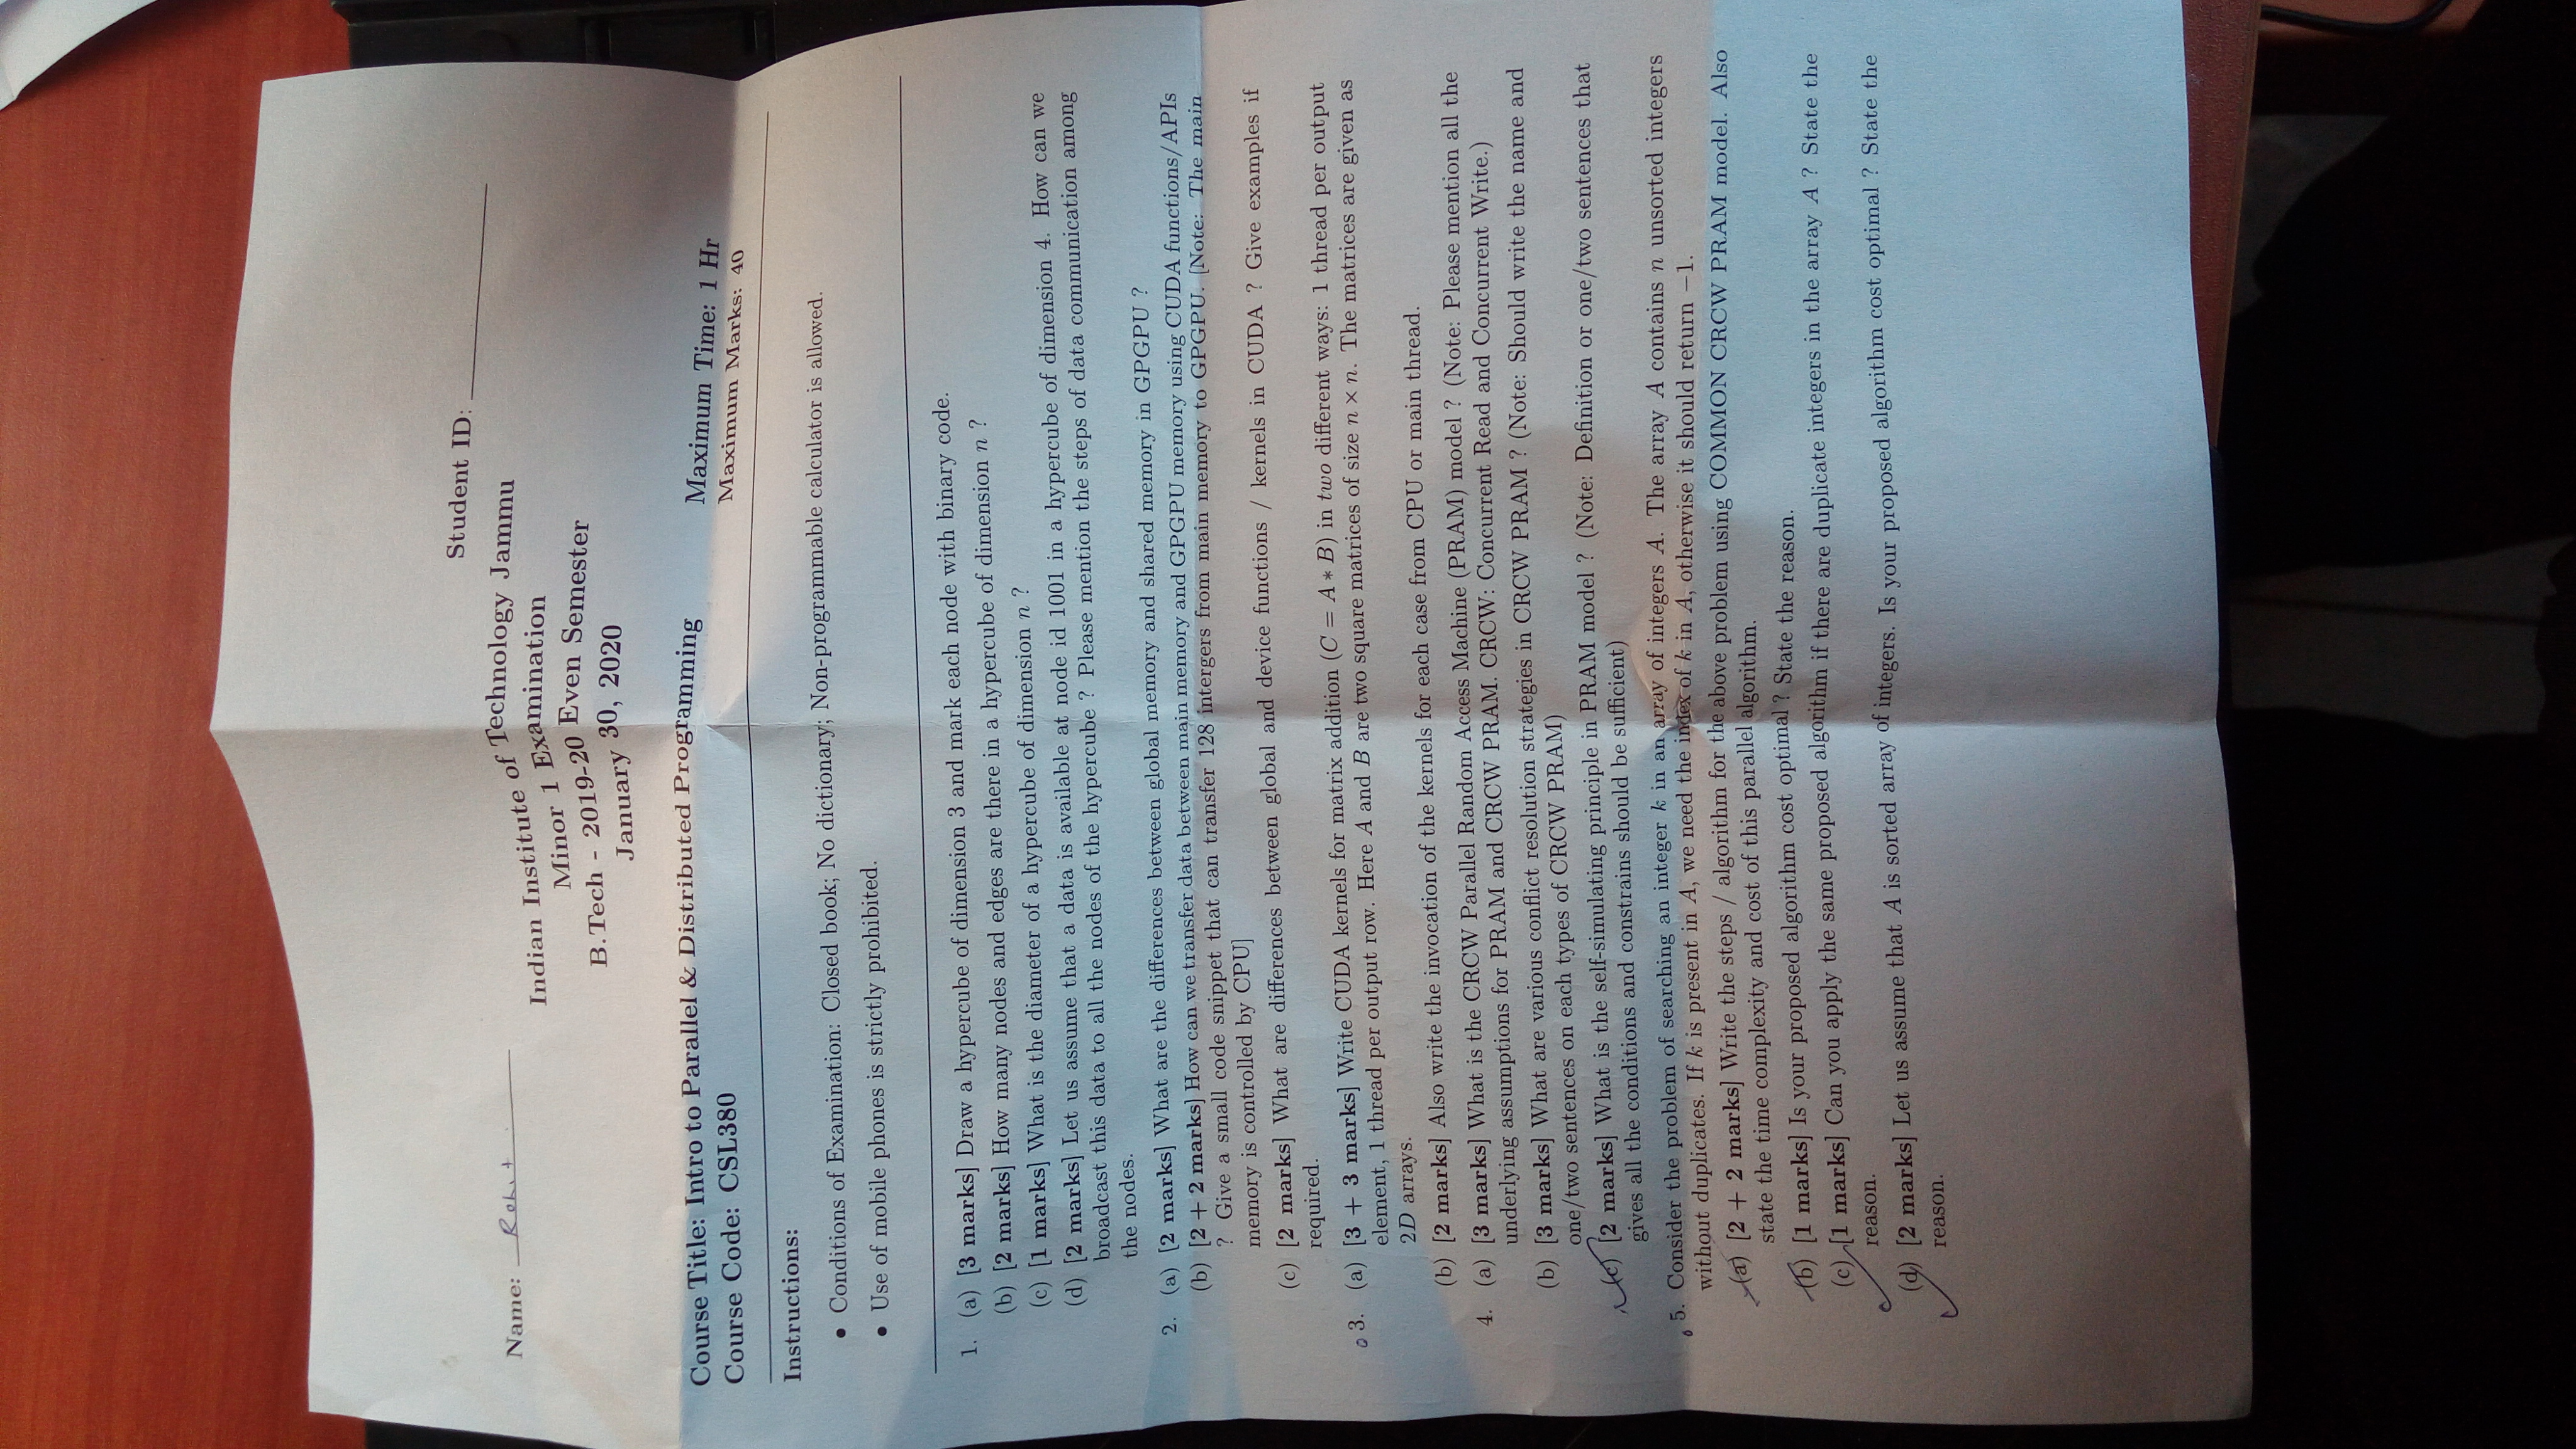 Name: Rohit Student ID:
Indian Institute of Technology Jammu
Minor 1 Examination
B.Tech - 2019-20 Even Semester
January 30, 2020
Course Title: Intro to Parallel & Distributed Programming Maximum Time: 1 Hr
Course Code: CSL380 Maximum Marks: 40
Instructions:
• Conditions of Examination: Closed book; No dictionary; Non-programmable calculator is allowed.
• Use of mobile phones is strictly prohibited.
1. (a) [3 marks] Draw a hypercube of dimension 3 and mark each node with binary code.
(b) [2 marks] How many nodes and edges are there in a hypercube of dimension n ?
(c) [1 marks] What is the diameter of a hypercube of dimension n ?
(d) [2 marks] Let us assume that a data is available at node id 1001 in a hypercube of dimension 4. How can we
broadcast this data to all the nodes of the hypercube ? Please mention the steps of data communication among
the nodes.
2. (a) [2 marks] What are the differences between global memory and shared memory in GPGPU ?
(b) [2 + 2 marks] How can we transfer data between main memory and GPGPU memory using CUDA functions/APIs
? Give a small code snippet that can transfer 128 intergers from main memory to GPGPU. [Note: The main
memory is controlled by CPU]
(c) [2 marks] What are differences between global and device functions / kernels in CUDA ? Give examples if
required.
3. (a) [3 + 3 marks] Write CUDA kernels for matrix addition (C = A * B) in two different ways: 1 thread per output
element, 1 thread per output row. Here A and B are two square matrices of size n × n. The matrices are given as
2D arrays.
(b) [2 marks] Also write the invocation of the kernels for each case from CPU or main thread.
4. (a) [3 marks] What is the CRCW Parallel Random Access Machine (PRAM) model ? (Note: Please mention all the
underlying assumptions for PRAM and CRCW PRAM. CRCW: Concurrent Read and Concurrent Write.)
(b) [3 marks] What are various conflict resolution strategies in CRCW PRAM ? (Note: Should write the name and
one/two sentences on each types of CRCW PRAM)
(c) [2 marks] What is the self-simulating principle in PRAM model ? (Note: Definition or one/two sentences that
gives all the conditions and constrains should be sufficient)
5. Consider the problem of searching an integer k in an array of integers A. The array A contains n unsorted integers
without duplicates. If k is present in A, we need the index of k in A, otherwise it should return −1.
(a) [2 + 2 marks] Write the steps / algorithm for the above problem using COMMON CRCW PRAM model. Also
state the time complexity and cost of this parallel algorithm.
(b) [1 marks] Is your proposed algorithm cost optimal ? State the reason.
(c) [1 marks] Can you apply the same proposed algorithm if there are duplicate integers in the array A ? State the
reason.
(d) [2 marks] Let us assume that A is sorted array of integers. Is your proposed algorithm cost optimal ? State the
reason.